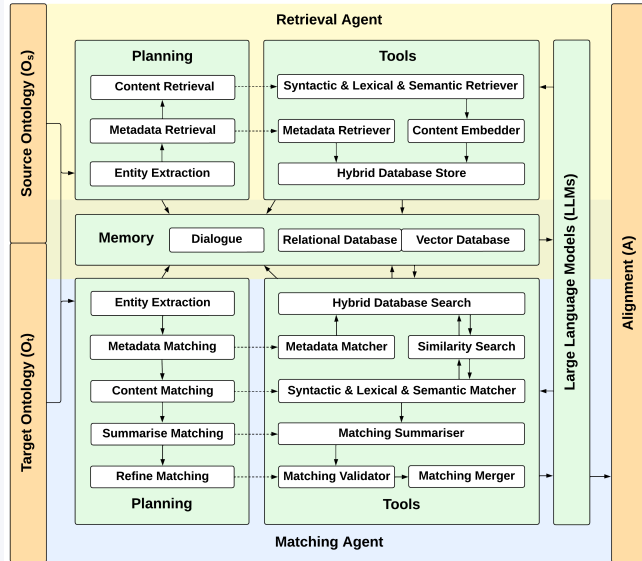 Retrieval Agent
Source Ontology (Oₛ)
Target Ontology (Oₜ)
Planning
Content Retrieval
Metadata Retrieval
Entity Extraction
Tools
Syntactic & Lexical & Semantic Retriever
Metadata Retriever
Content Embedder
Hybrid Database Store
Memory
Dialogue
Relational Database
Vector Database
Entity Extraction
Metadata Matching
Content Matching
Summarise Matching
Refine Matching
Planning
Hybrid Database Search
Metadata Matcher
Similarity Search
Syntactic & Lexical & Semantic Matcher
Matching Summariser
Matching Validator
Matching Merger
Tools
Matching Agent
Large Language Models (LLMs)
Alignment (A)